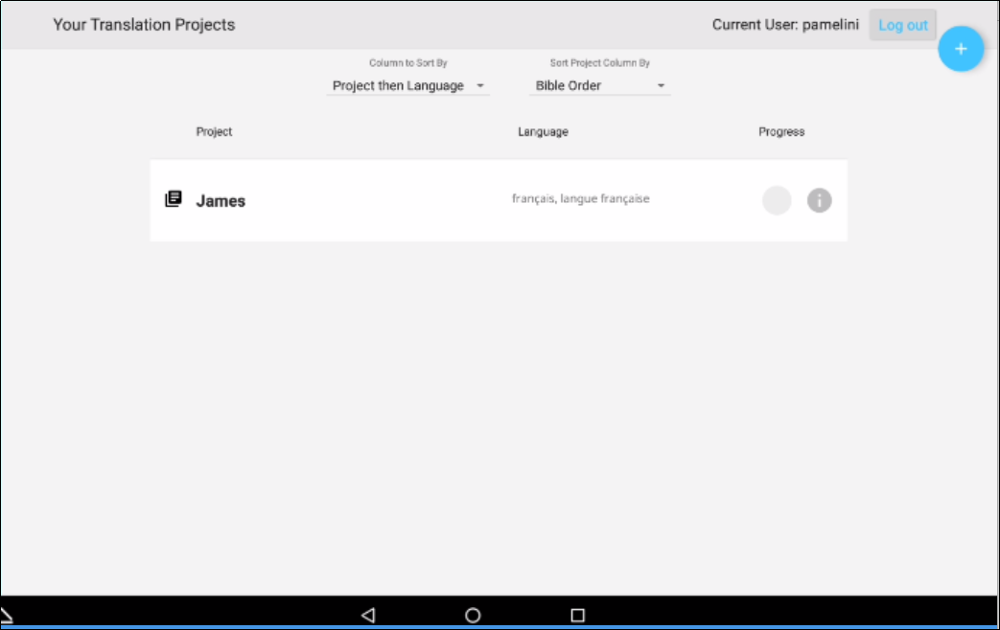 Your Translation Projects
Current User: pamelini
Log out
+
Column to Sort By
Sort Project Column By
Project then Language
Bible Order
Project
Language
Progress
James
français, langue française